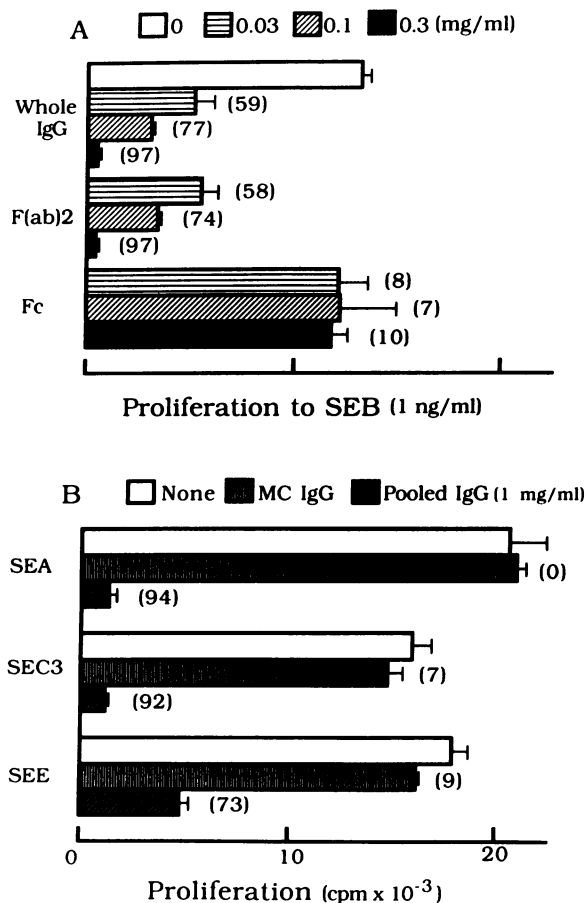 A
0 0.03 0.1 0.3 (mg/ml)
Whole
IgG
(59)
(77)
(97)
F(ab)2
(58)
(74)
(97)
Fc
(8)
(7)
(10)
Proliferation to SEB (1 ng/ml)
B
None MC IgG Pooled IgG (1 mg/ml)
SEA
(0)
(94)
SEC3
(7)
(92)
SEE
(9)
(73)
0 10 20
Proliferation (cpm x 10⁻³)